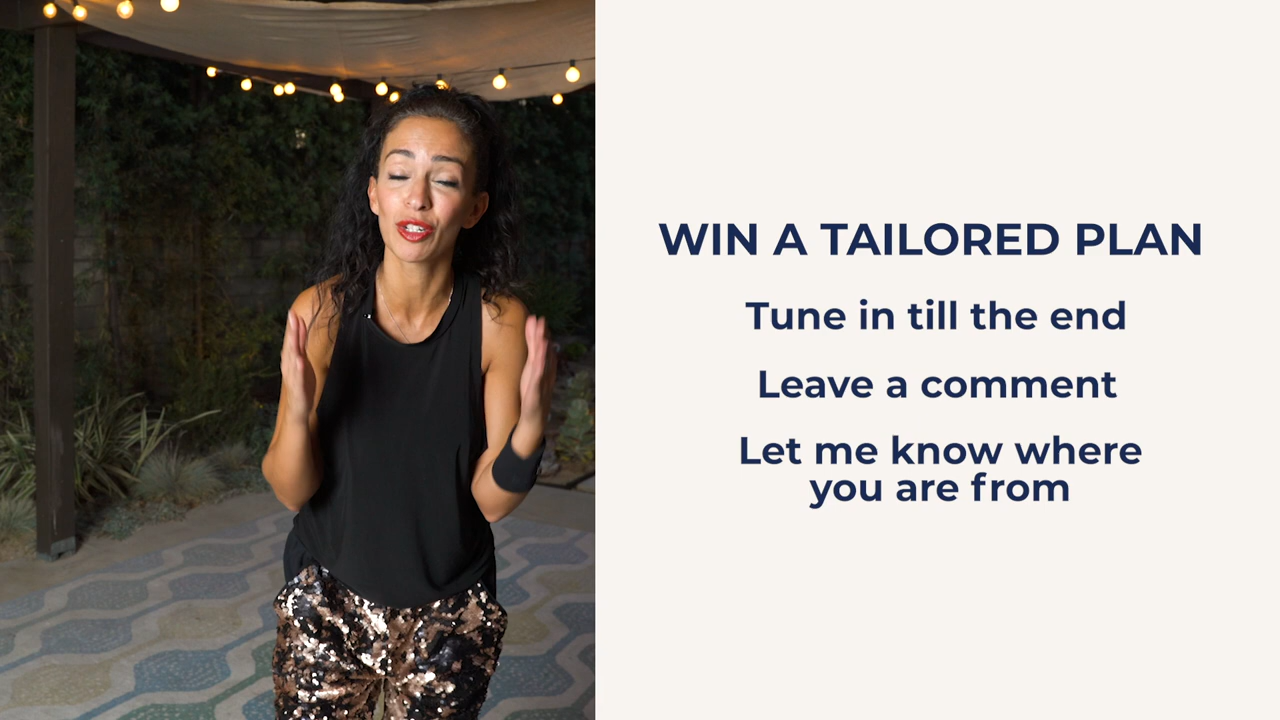 WIN A TAILORED PLAN
Tune in till the end
Leave a comment
Let me know where
you are from